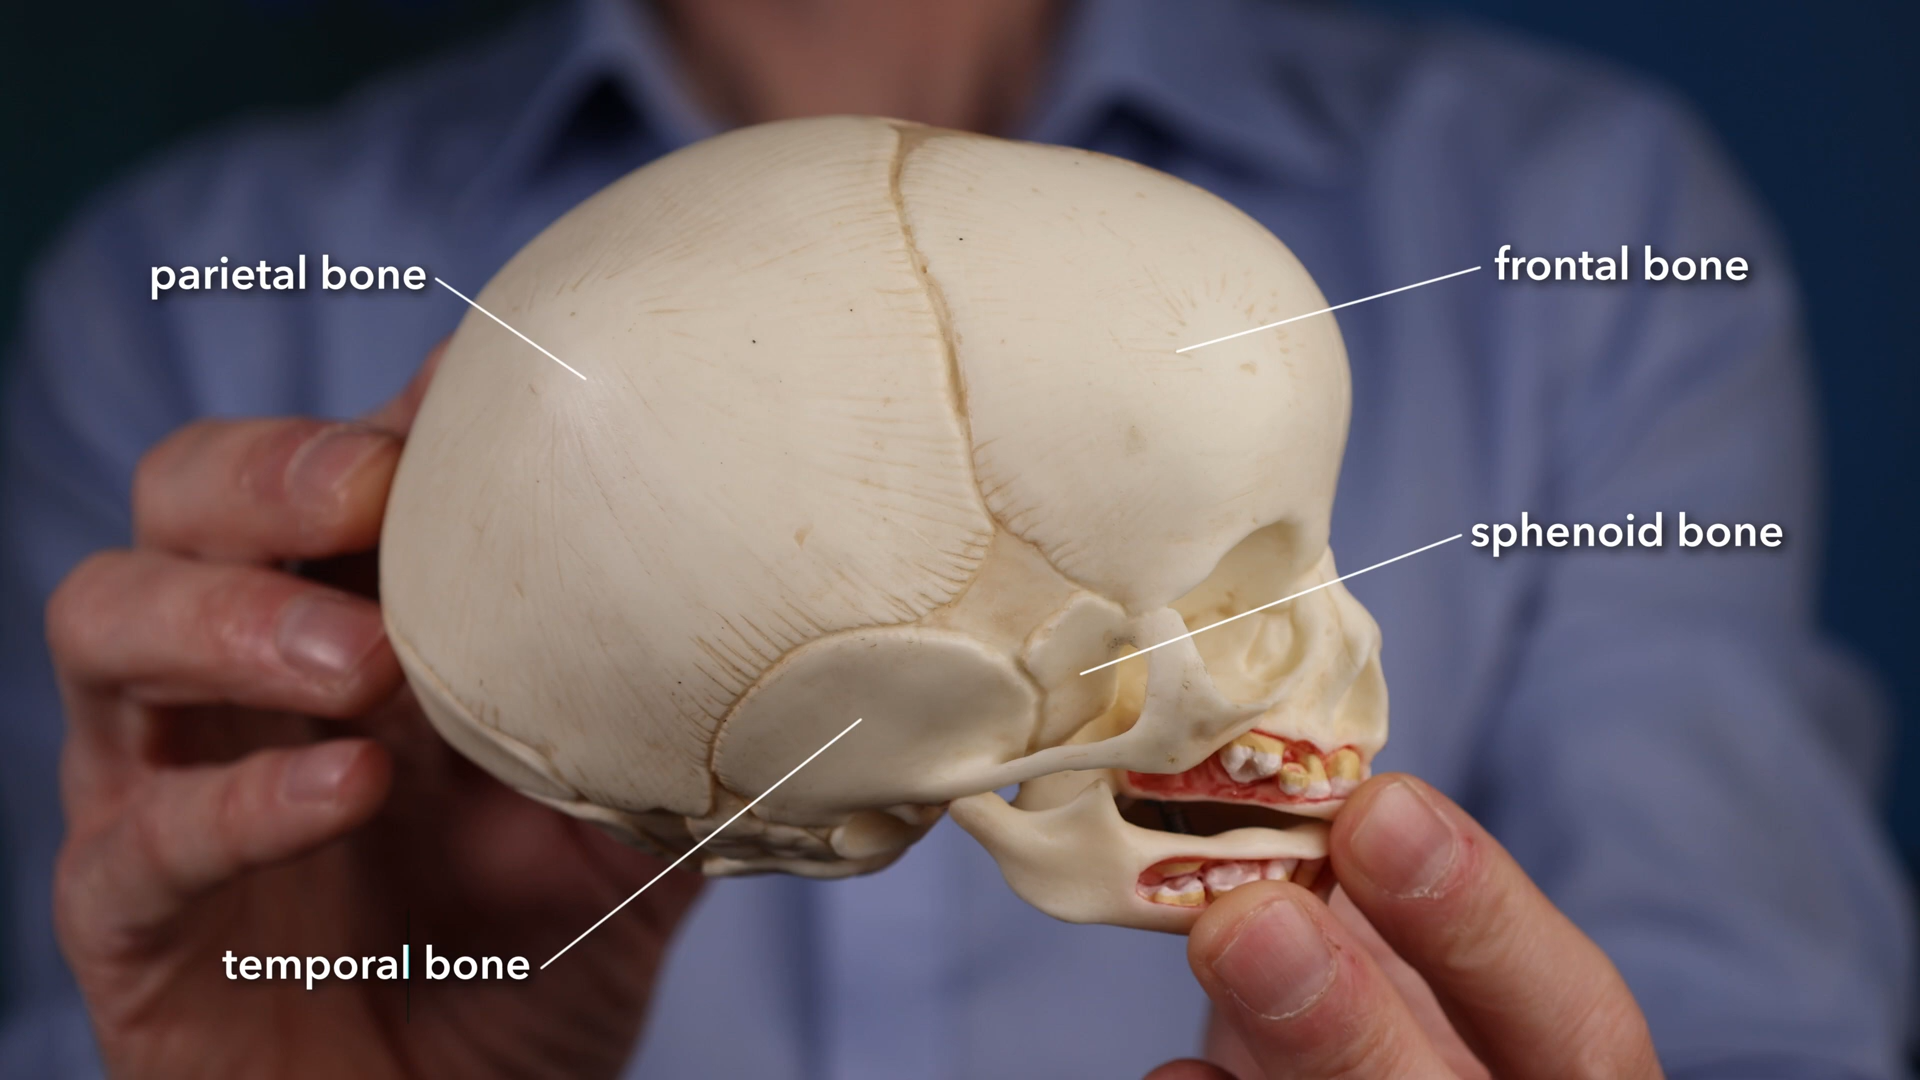 parietal bone
frontal bone
sphenoid bone
temporal bone